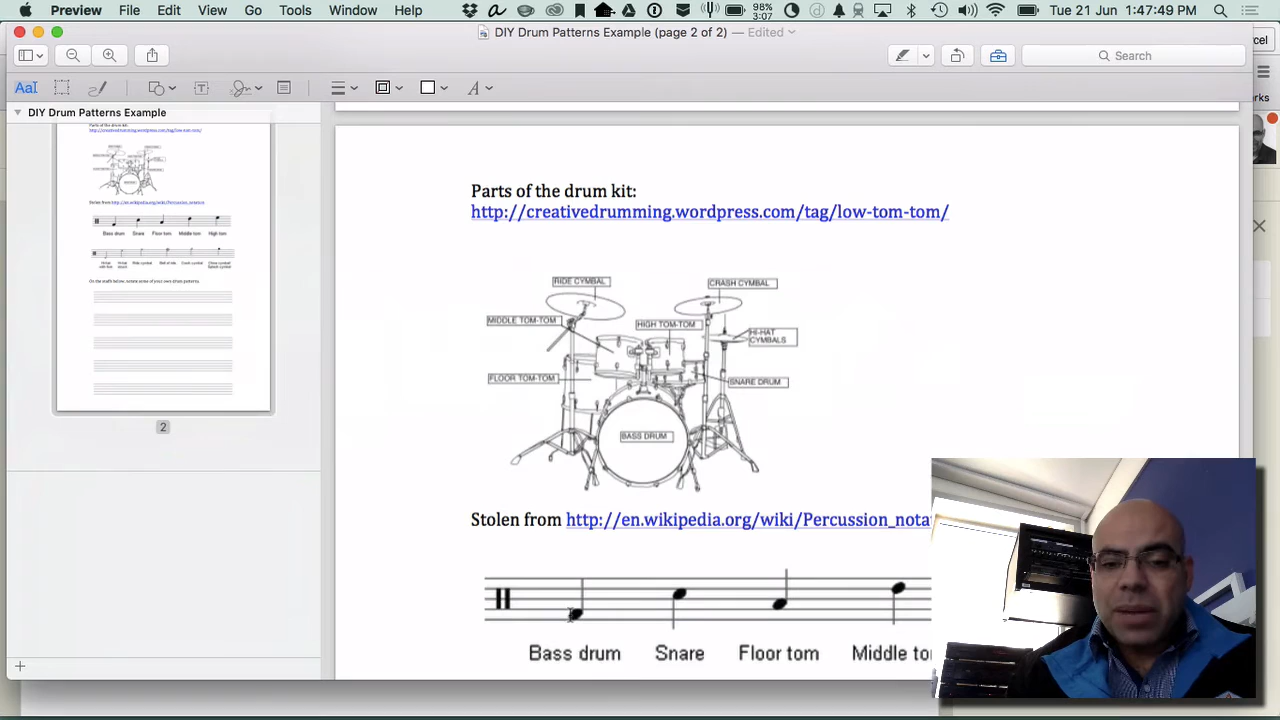 Preview File Edit View Go Tools Window Help 98% 3:07 Tue 21 Jun 1:47:49 PM
DIY Drum Patterns Example (page 2 of 2) — Edited
Search
DIY Drum Patterns Example
2
Parts of the drum kit:
http://creativedrumming.wordpress.com/tag/low-tom-tom/
RIDE CYMBAL
CRASH CYMBAL
MIDDLE TOM-TOM
HIGH TOM-TOM
HI-HAT
CYMBALS
FLOOR TOM-TOM
SNARE DRUM
BASS DRUM
Stolen from http://en.wikipedia.org/wiki/Percussion_nota
Bass drum Snare Floor tom Middle to